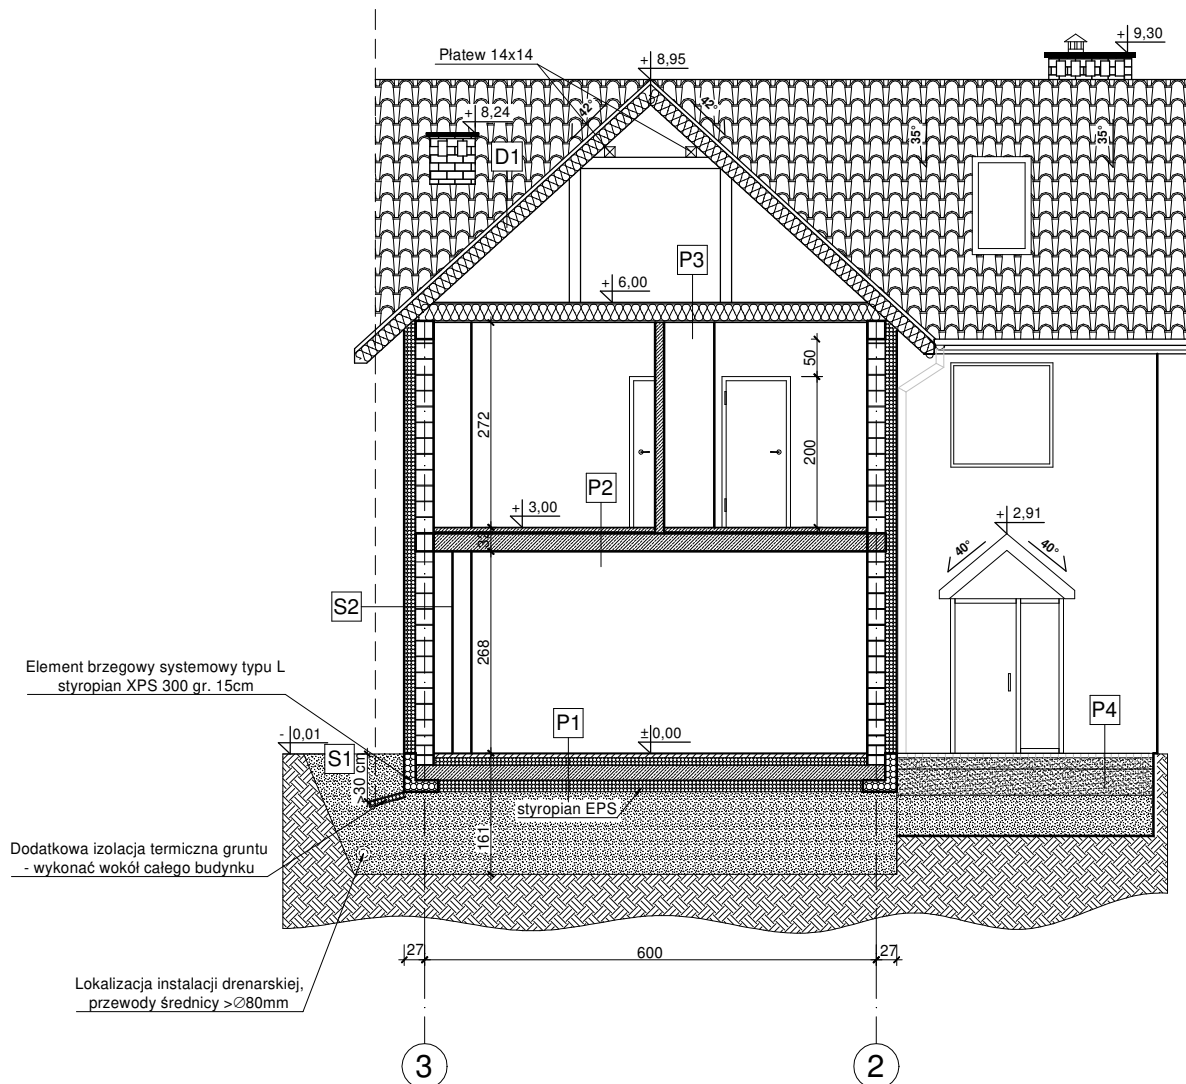 Płatew 14x14
+ 8,95
+ 9,30
+ 8,24
42°
42°
35°
35°
D1
P3
+ 6,00
50
272
200
P2
+ 3,00
32
+ 2,91
40°
40°
S2
268
Element brzegowy systemowy typu L
styropian XPS 300 gr. 15cm
P1
P4
- 0,01
±0,00
S1
>30 cm
styropian EPS
161
Dodatkowa izolacja termiczna gruntu
- wykonać wokół całego budynku
27
600
27
Lokalizacja instalacji drenarskiej,
przewody średnicy >∅80mm
3
2